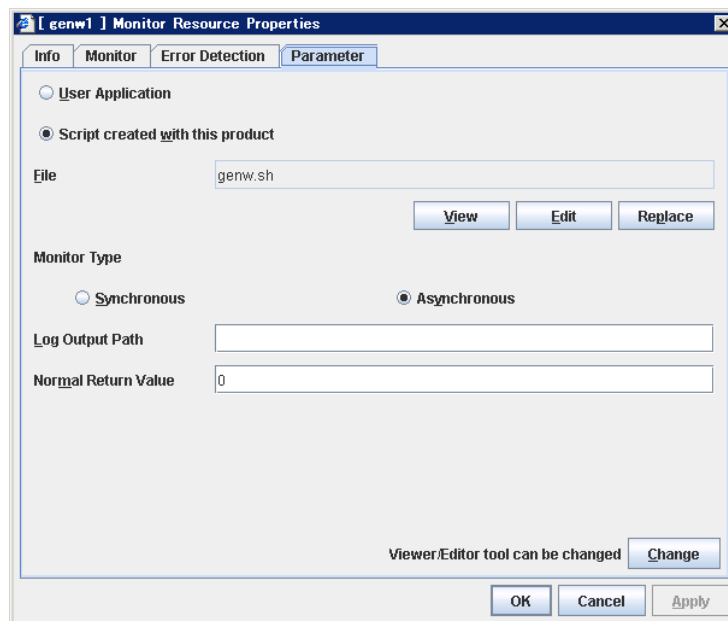 [ genw1 ] Monitor Resource Properties
Info Monitor Error Detection Parameter
User Application
Script created with this product
File genw.sh
View Edit Replace
Monitor Type
Synchronous Asynchronous
Log Output Path
Normal Return Value 0
Viewer/Editor tool can be changed Change
OK Cancel Apply